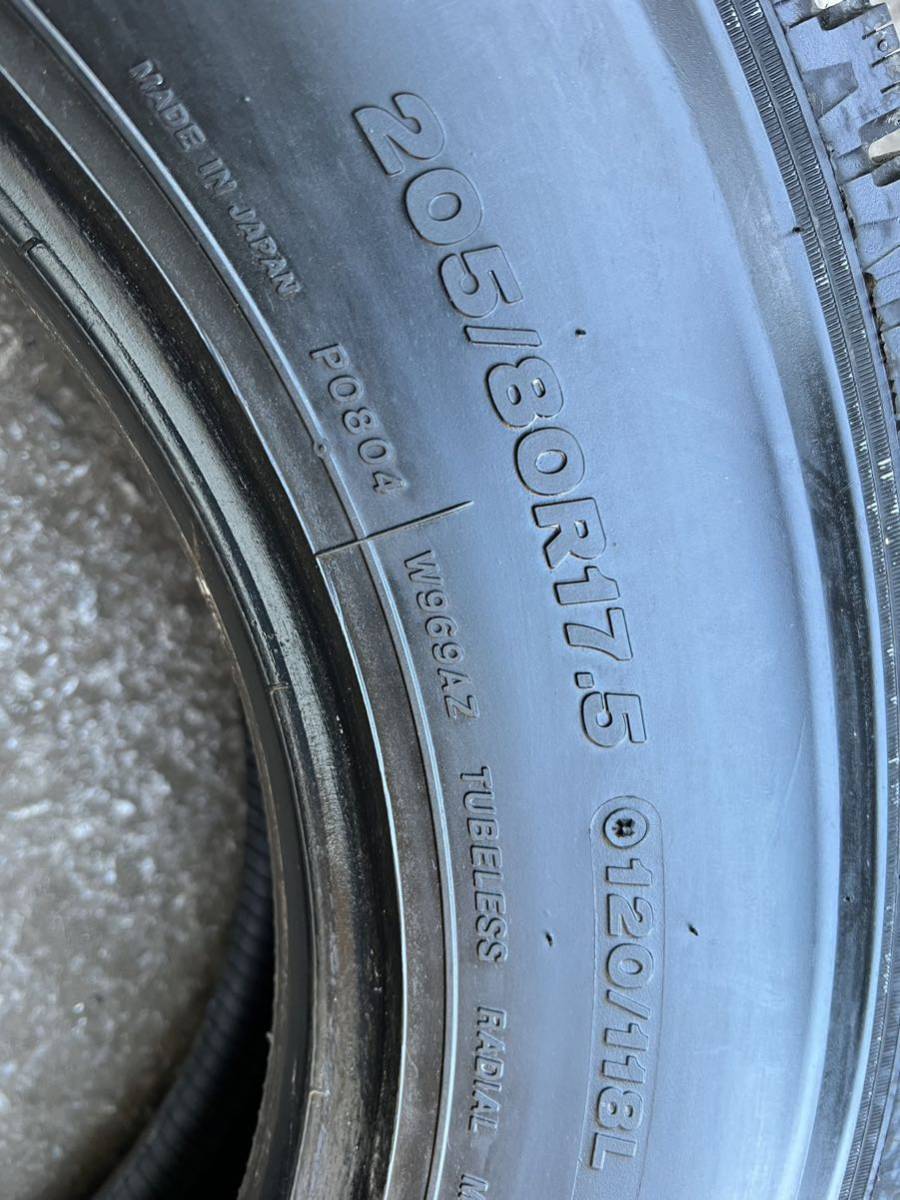 205/80R17.5 120/118L
MADE IN JAPAN P0804 W969AZ TUBELESS RADIAL